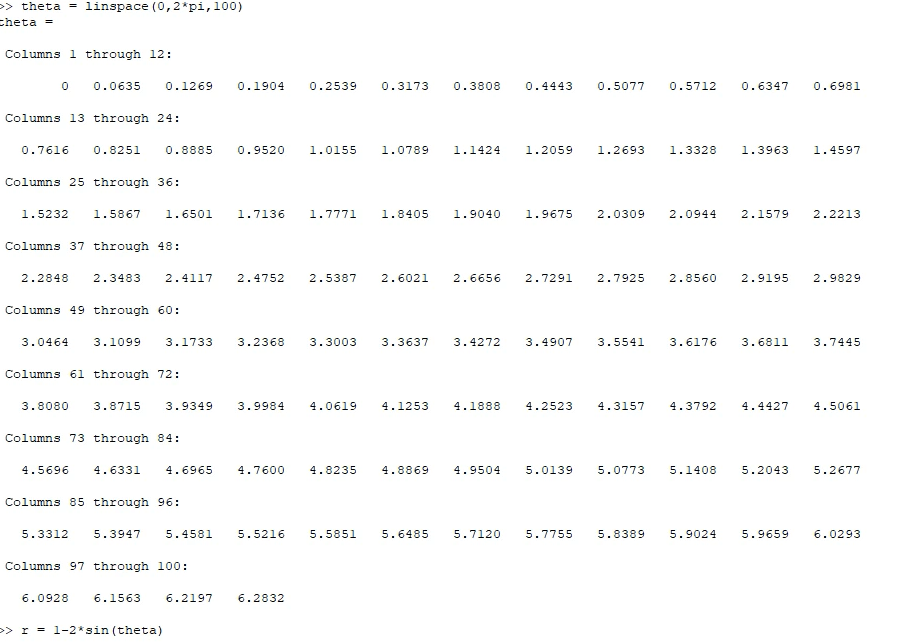 >> theta = linspace(0,2*pi,100)
theta =
Columns 1 through 12:
0 0.0635 0.1269 0.1904 0.2539 0.3173 0.3808 0.4443 0.5077 0.5712 0.6347 0.6981
Columns 13 through 24:
0.7616 0.8251 0.8885 0.9520 1.0155 1.0789 1.1424 1.2059 1.2693 1.3328 1.3963 1.4597
Columns 25 through 36:
1.5232 1.5867 1.6501 1.7136 1.7771 1.8405 1.9040 1.9675 2.0309 2.0944 2.1579 2.2213
Columns 37 through 48:
2.2848 2.3483 2.4117 2.4752 2.5387 2.6021 2.6656 2.7291 2.7925 2.8560 2.9195 2.9829
Columns 49 through 60:
3.0464 3.1099 3.1733 3.2368 3.3003 3.3637 3.4272 3.4907 3.5541 3.6176 3.6811 3.7445
Columns 61 through 72:
3.8080 3.8715 3.9349 3.9984 4.0619 4.1253 4.1888 4.2523 4.3157 4.3792 4.4427 4.5061
Columns 73 through 84:
4.5696 4.6331 4.6965 4.7600 4.8235 4.8869 4.9504 5.0139 5.0773 5.1408 5.2043 5.2677
Columns 85 through 96:
5.3312 5.3947 5.4581 5.5216 5.5851 5.6485 5.7120 5.7755 5.8389 5.9024 5.9659 6.0293
Columns 97 through 100:
6.0928 6.1563 6.2197 6.2832
>> r = 1-2*sin(theta)